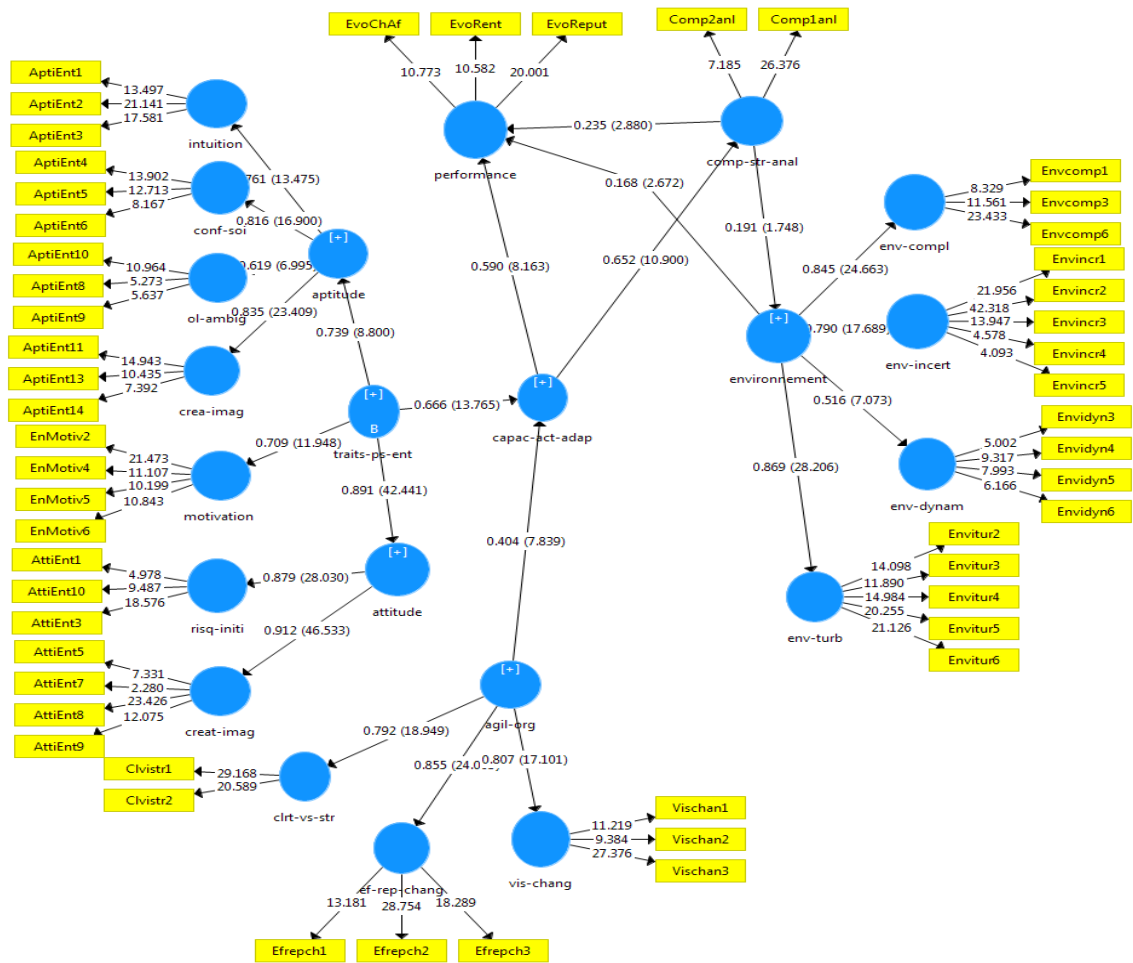 EvoChAf
EvoRent
EvoReput
Comp2anl
Comp1anl
10.773
10.582
20.001
7.185
26.376
AptiEnt1
AptiEnt2
AptiEnt3
13.497
21.141
17.581
intuition
performance
0.235 (2.880)
comp-str-anal
AptiEnt4
AptiEnt5
AptiEnt6
13.902
12.713
8.167
conf-soi
.761 (13.475)
0.816 (16.900)
0.168 (2.672)
0.191 (1.748)
Envcomp1
Envcomp3
Envcomp6
8.329
11.561
23.433
env-compl
0.845 (24.663)
AptiEnt10
AptiEnt8
AptiEnt9
10.964
5.273
5.637
ol-ambig
0.619 (6.995)
[+]
aptitude
0.835 (23.409)
0.590 (8.163)
0.652 (10.900)
[+]
environnement
0.790 (17.689)
Envincr1
Envincr2
Envincr3
Envincr4
Envincr5
21.956
42.318
13.947
4.578
4.093
env-incert
AptiEnt11
AptiEnt13
AptiEnt14
14.943
10.435
7.392
crea-imag
0.739 (8.800)
[+]
B
traits-ps-ent
0.666 (13.765)
[+]
capac-act-adap
0.516 (7.073)
Envidyn3
Envidyn4
Envidyn5
Envidyn6
5.002
9.317
7.993
6.166
env-dynam
EnMotiv2
EnMotiv4
EnMotiv5
EnMotiv6
21.473
11.107
10.199
10.843
motivation
0.709 (11.948)
0.891 (42.441)
0.869 (28.206)
0.404 (7.839)
AttiEnt1
AttiEnt10
AttiEnt3
4.978
9.487
18.576
risq-initi
0.879 (28.030)
[+]
attitude
0.912 (46.533)
Envitur2
Envitur3
Envitur4
Envitur5
Envitur6
14.098
11.890
14.984
20.255
21.126
env-turb
AttiEnt5
AttiEnt7
AttiEnt8
AttiEnt9
7.331
2.280
23.426
12.075
creat-imag
[+]
agil-org
0.792 (18.949)
0.855 (24.0
0.807 (17.101)
Clvistr1
Clvistr2
29.168
20.589
clrt-vs-str
Vischan1
Vischan2
Vischan3
11.219
9.384
27.376
vis-chang
ef-rep-chang
13.181
28.754
18.289
Efrepch1
Efrepch2
Efrepch3